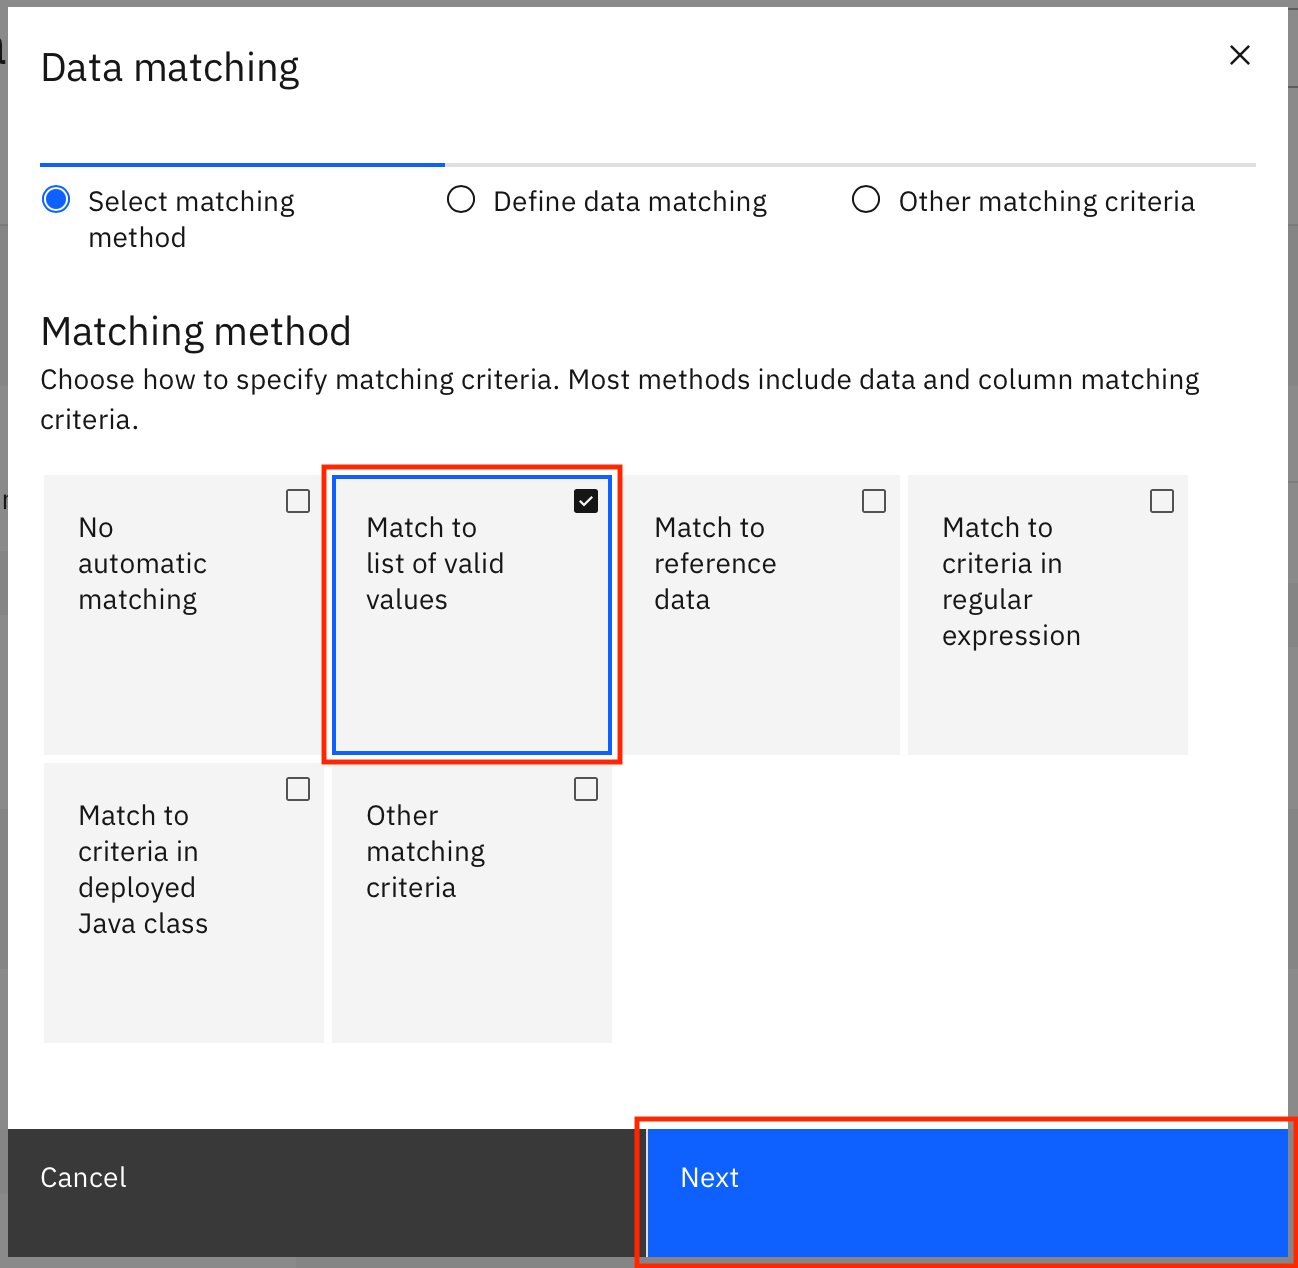 Data matching
Select matching
method
Define data matching
Other matching criteria
Matching method
Choose how to specify matching criteria. Most methods include data and column matching
criteria.
No
automatic
matching
Match to
list of valid
values
Match to
reference
data
Match to
criteria in
regular
expression
Match to
criteria in
deployed
Java class
Other
matching
criteria
Cancel
Next